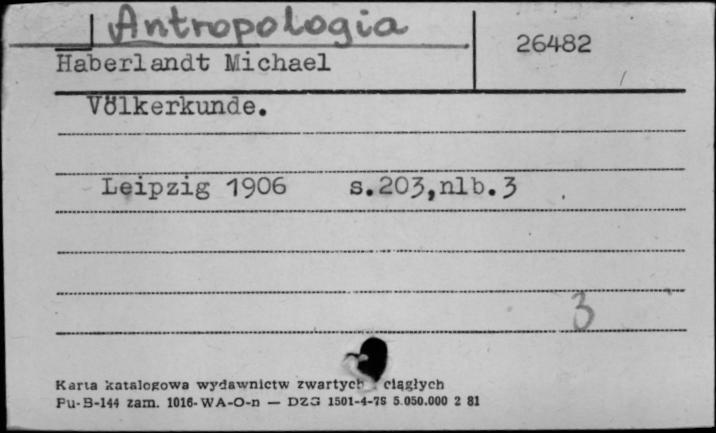 Antropologia
26482
Haberlandt Michael
Völkerkunde.
Leipzig 1906 s.203,nlb.3
3
Karta katalogowa wydawnictw zwartych ciągłych
Pu-B-144 zam. 1016-WA-O-n — DZG 1501-4-78 5.050.000 2 81